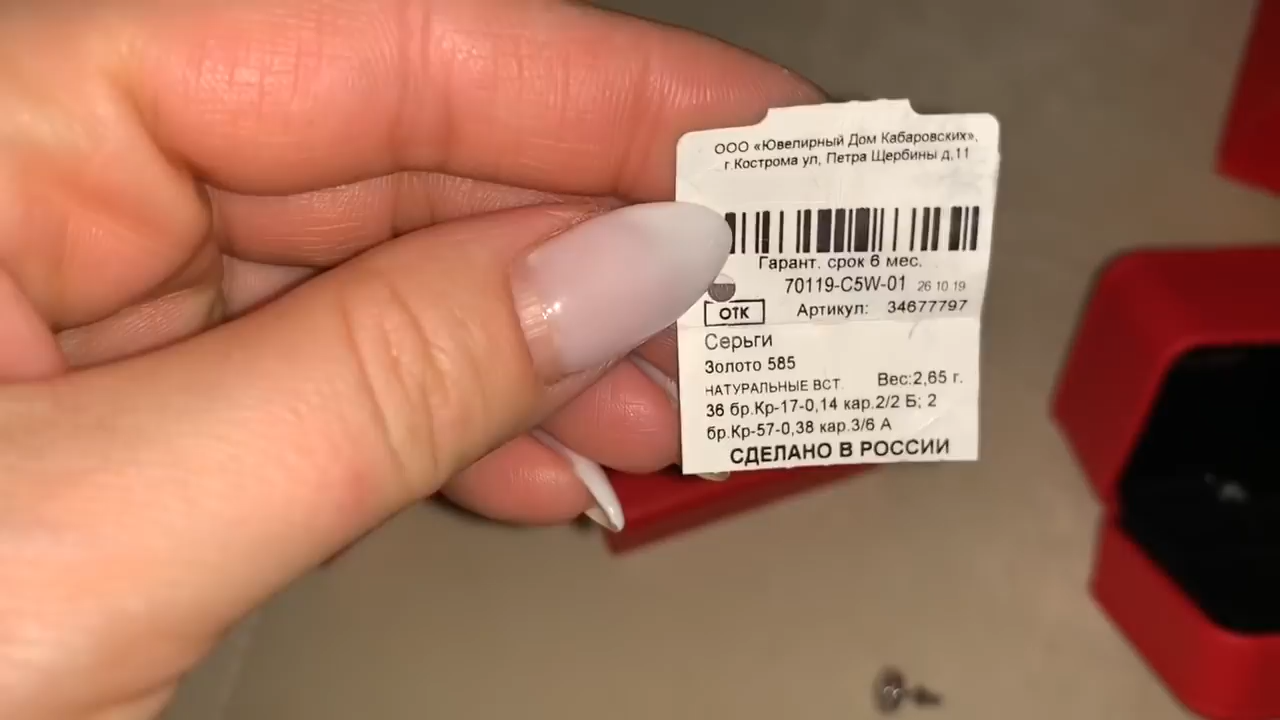 ООО «Ювелирный Дом Кабаровских»,
г.Кострома ул, Петра Щербины д,11
Гарант. срок 6 мес.
70119-С5W-01 26 10 19
ОТК Артикул: 34677797
Серьги
Золото 585
НАТУРАЛЬНЫЕ ВСТ. Вес:2,65 г.
36 бр.Кр-17-0,14 кар.2/2 Б; 2
бр.Кр-57-0,38 кар.3/6 А
СДЕЛАНО В РОССИИ